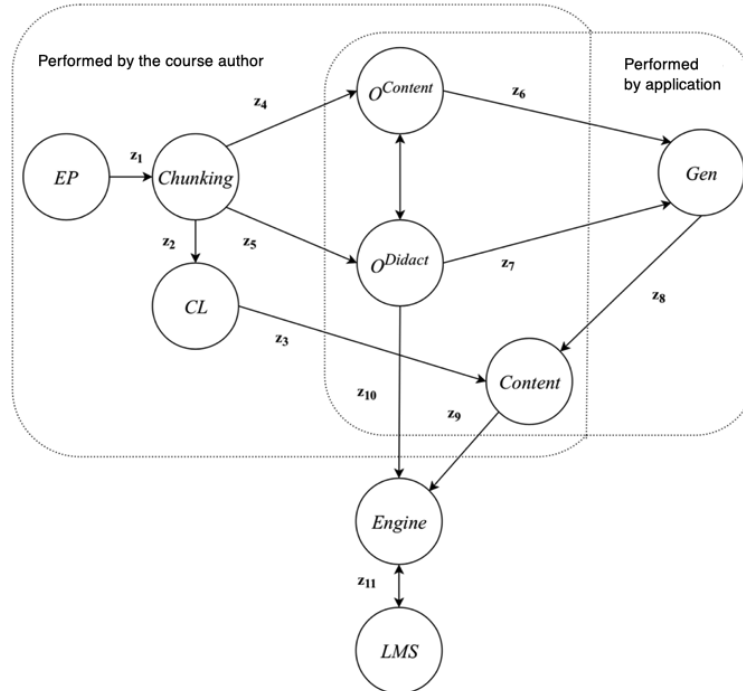 Performed by the course author
Performed
by application
O^Content
z4
z6
z1
EP
Chunking
Gen
z2
z5
O^Didact
z7
CL
z8
z3
Content
z10
z9
Engine
z11
LMS